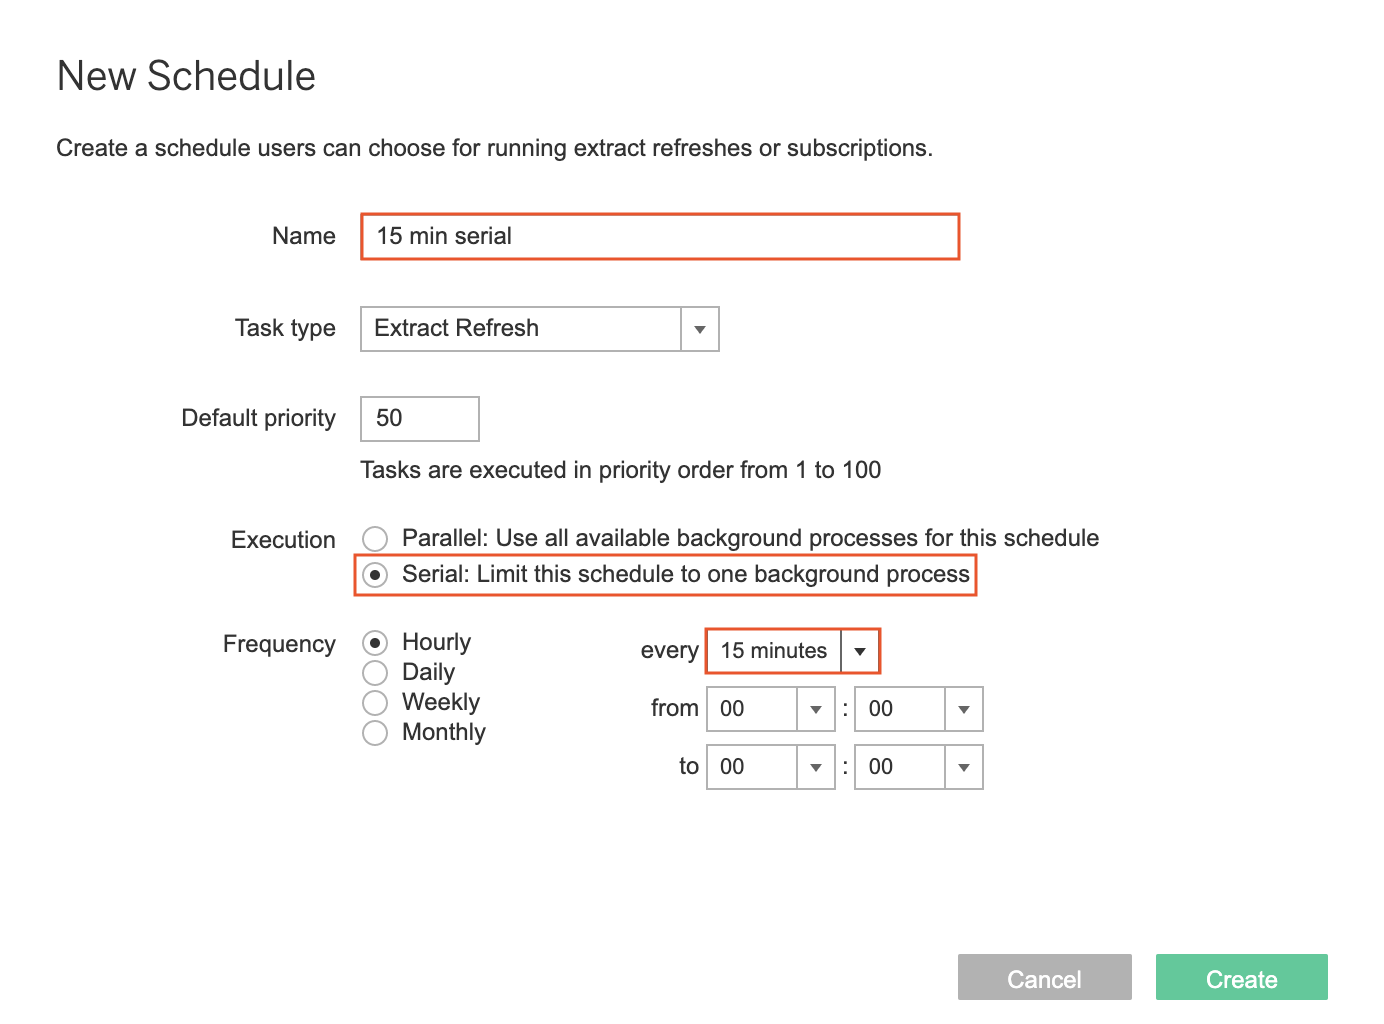 New Schedule
Create a schedule users can choose for running extract refreshes or subscriptions.
Name 15 min serial
Task type Extract Refresh
Default priority 50
Tasks are executed in priority order from 1 to 100
Execution Parallel: Use all available background processes for this schedule
Serial: Limit this schedule to one background process
Frequency Hourly every 15 minutes
Daily
Weekly from 00 : 00
Monthly
to 00 : 00
Cancel Create